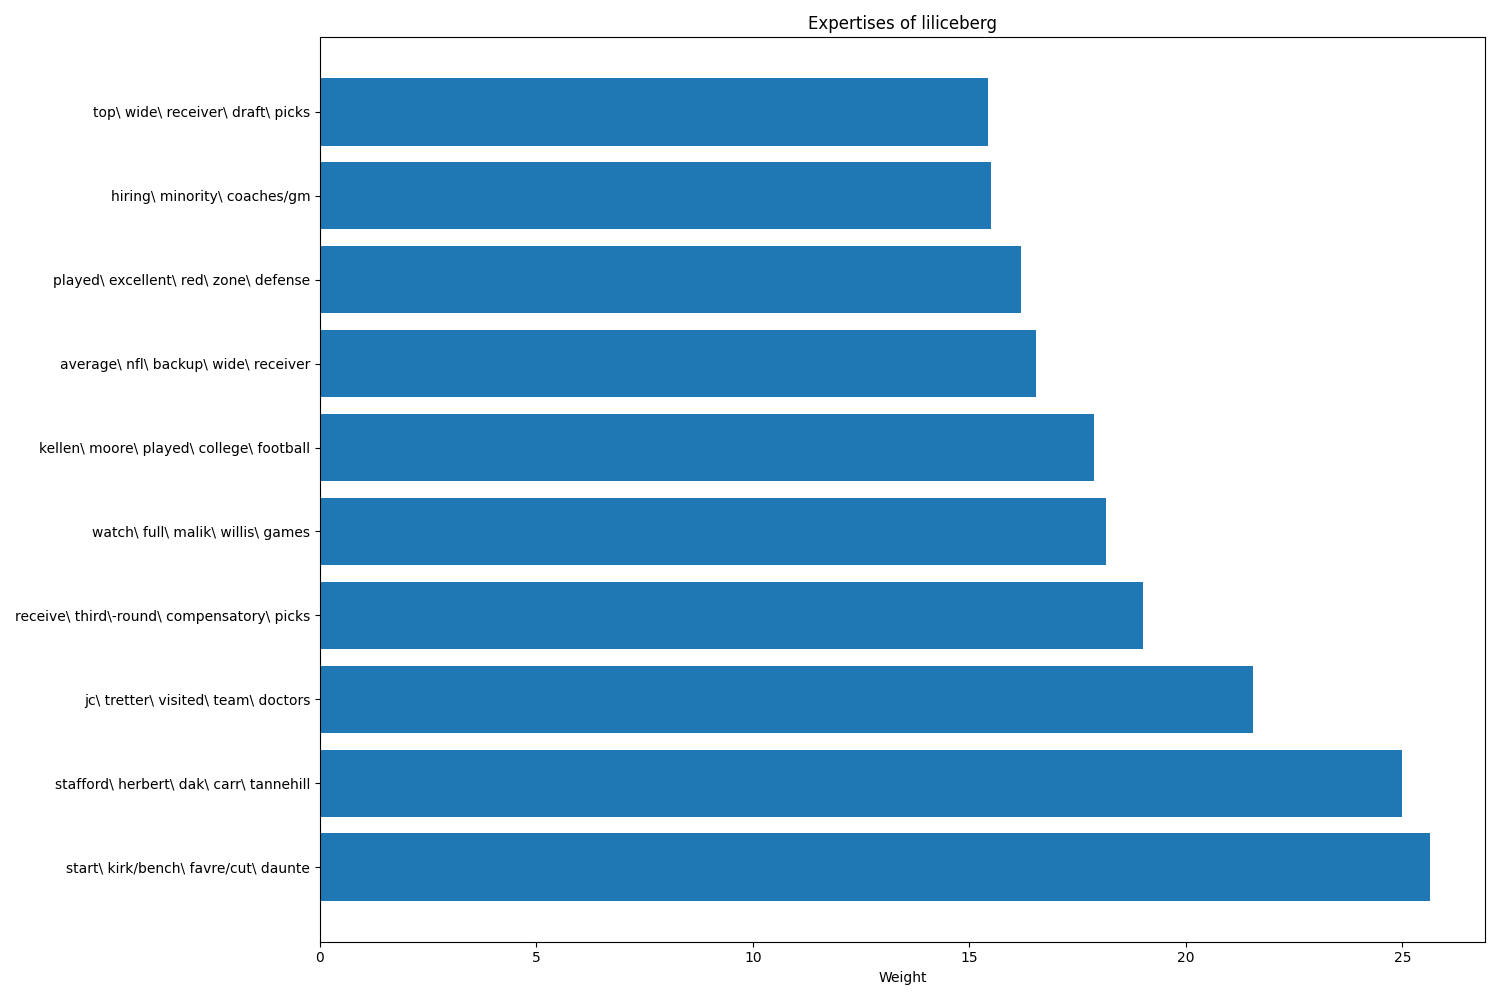 Expertises of liliceberg
top\ wide\ receiver\ draft\ picks
hiring\ minority\ coaches/gm
played\ excellent\ red\ zone\ defense
average\ nfl\ backup\ wide\ receiver
kellen\ moore\ played\ college\ football
watch\ full\ malik\ willis\ games
receive\ third\-round\ compensatory\ picks
jc\ tretter\ visited\ team\ doctors
stafford\ herbert\ dak\ carr\ tannehill
start\ kirk/bench\ favre/cut\ daunte
0 5 10 15 20 25
Weight